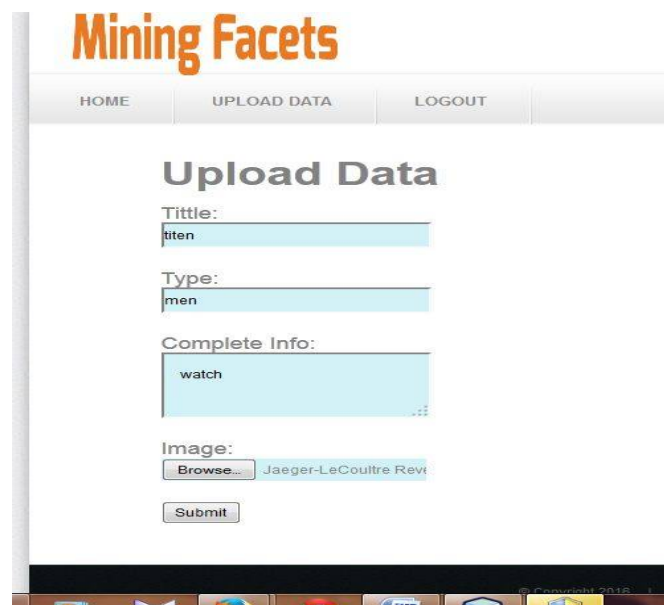 Mining Facets
HOME UPLOAD DATA LOGOUT
Upload Data
Tittle:
titen
Type:
men
Complete Info:
watch
Image:
Browse... Jaeger-LeCoultre Reve
Submit
© Copyright 2016